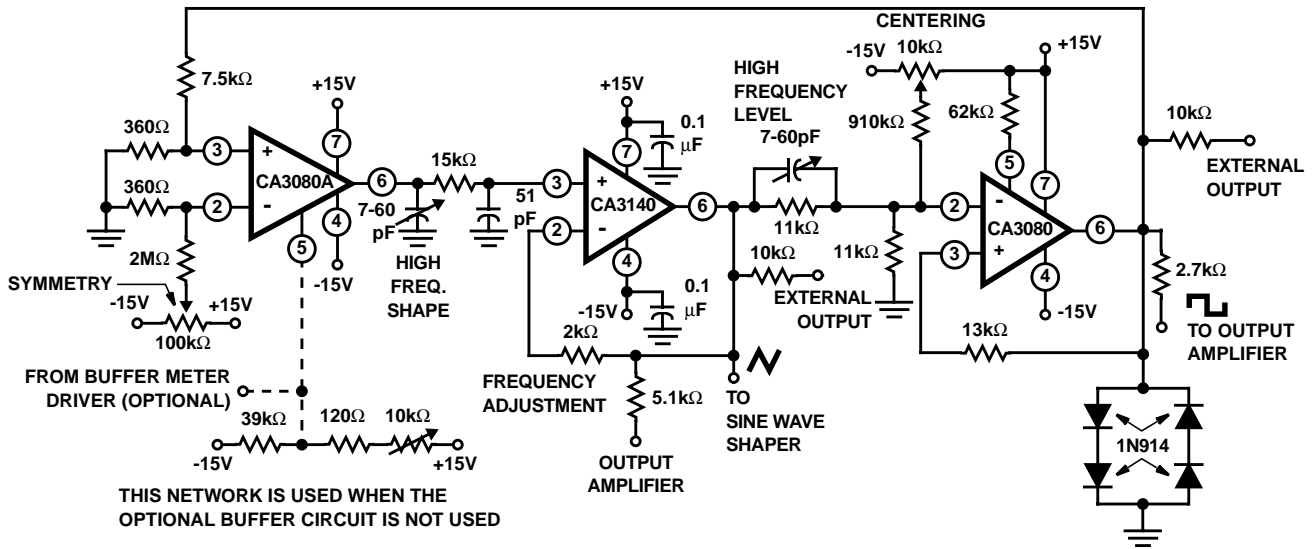 CENTERING
-15V
10kΩ
+15V
7.5kΩ
+15V
+15V
0.1
µF
HIGH
FREQUENCY
LEVEL
7-60pF
910kΩ
62kΩ
10kΩ
EXTERNAL
OUTPUT
360Ω
3
+
7
CA3080A
6
15kΩ
360Ω
2
-
4
5
-15V
7-60
pF
HIGH
FREQ.
SHAPE
51
pF
3
+
7
CA3140
6
2
-
4
-15V
0.1
µF
11kΩ
10kΩ
EXTERNAL
OUTPUT
11kΩ
5
7
2
-
CA3080
6
3
+
4
-15V
13kΩ
2.7kΩ
TO OUTPUT
AMPLIFIER
2MΩ
SYMMETRY
-15V
+15V
100kΩ
FROM BUFFER METER
DRIVER (OPTIONAL)
39kΩ
120Ω
10kΩ
-15V
+15V
THIS NETWORK IS USED WHEN THE
OPTIONAL BUFFER CIRCUIT IS NOT USED
2kΩ
FREQUENCY
ADJUSTMENT
5.1kΩ
OUTPUT
AMPLIFIER
TO
SINE WAVE
SHAPER
1N914